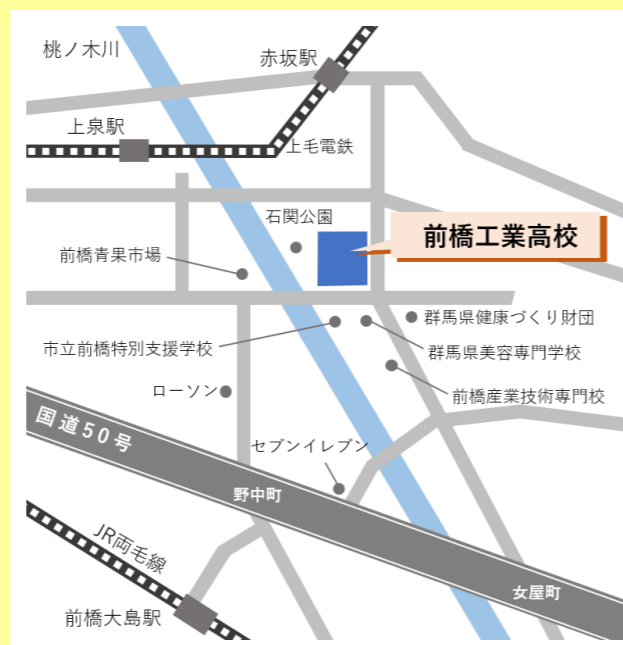 桃ノ木川
赤坂駅
上泉駅
上毛電鉄
石関公園
前橋工業高校
前橋青果市場
群馬県健康づくり財団
市立前橋特別支援学校
群馬県美容専門学校
ローソン
前橋産業技術専門校
国道50号
セブンイレブン
野中町
JR両毛線
女屋町
前橋大島駅